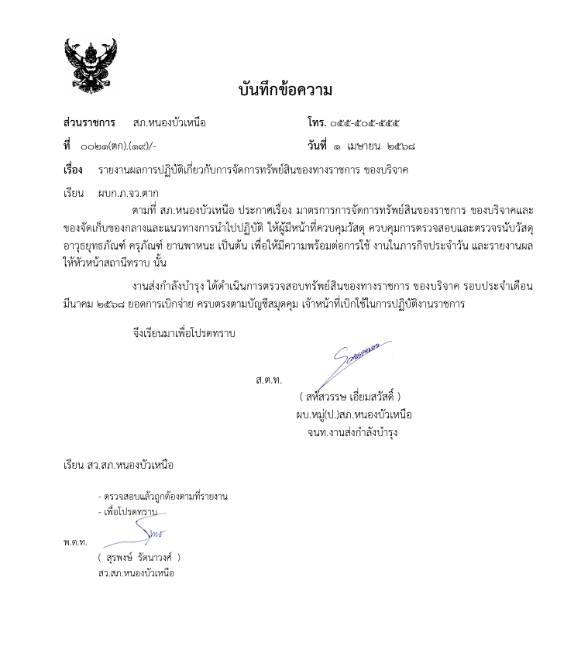 บันทึกข้อความ
ส่วนราชการ สภ.หนองบัวเหนือ โทร. ๐๕๕-๕๐๕-๕๕๕
ที่ ๐๐๒๑(ตก).(๑๙)/- วันที่ ๑ เมษายน ๒๕๖๘
เรื่อง รายงานผลการปฏิบัติเกี่ยวกับการจัดการทรัพย์สินของทางราชการ ของบริจาค
เรียน ผบก.ภ.จว.ตาก
ตามที่ สภ.หนองบัวเหนือ ประกาศเรื่อง มาตรการการจัดการทรัพย์สินของราชการ ของบริจาคและ
ของจัดเก็บของกลางและแนวทางการนำไปปฏิบัติ ให้ผู้มีหน้าที่ควบคุมวัสดุ ควบคุมการตรวจสอบและตรวจรนับวัสดุ
อาวุธยุทธภัณฑ์ ครุภัณฑ์ ยานพาหนะ เป็นต้น เพื่อให้มีความพร้อมต่อการใช้ งานในภารกิจประจำวัน และรายงานผล
ให้หัวหน้าสถานีทราบ นั้น
งานส่งกำลังบำรุง ได้ดำเนินการตรวจสอบทรัพย์สินของทางราชการ ของบริจาค รอบประจำเดือน
มีนาคม ๒๕๖๘ ยอดการเบิกจ่าย ครบตรงตามบัญชีสมุดคุม เจ้าหน้าที่เบิกใช้ในการปฏิบัติงานราชการ
จึงเรียนมาเพื่อโปรดทราบ
ส.ต.ท.
( สหัสวรรษ เอี่ยมสวัสดิ์ )
ผบ.หมู่(ป.)สภ.หนองบัวเหนือ
จนท.งานส่งกำลังบำรุง
เรียน สว.สภ.หนองบัวเหนือ
- ตรวจสอบแล้วถูกต้องตามที่รายงาน
- เพื่อโปรดทราบ
พ.ต.ท.
( สุรพงษ์ รัตนาวงศ์ )
สว.สภ.หนองบัวเหนือ